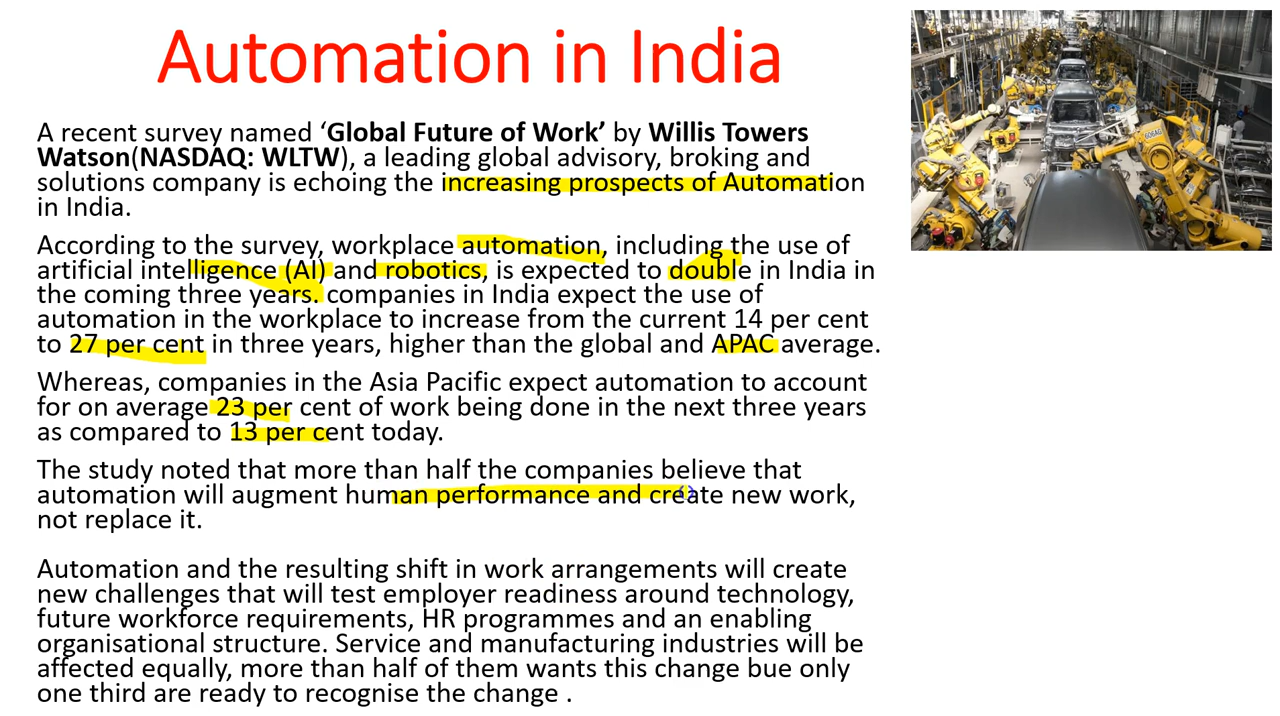 Automation in India
A recent survey named ‘Global Future of Work’ by Willis Towers
Watson(NASDAQ: WLTW), a leading global advisory, broking and
solutions company is echoing the increasing prospects of Automation
in India.
According to the survey, workplace automation, including the use of
artificial intelligence (AI) and robotics, is expected to double in India in
the coming three years. companies in India expect the use of
automation in the workplace to increase from the current 14 per cent
to 27 per cent in three years, higher than the global and APAC average.
Whereas, companies in the Asia Pacific expect automation to account
for on average 23 per cent of work being done in the next three years
as compared to 13 per cent today.
The study noted that more than half the companies believe that
automation will augment human performance and create new work,
not replace it.
Automation and the resulting shift in work arrangements will create
new challenges that will test employer readiness around technology,
future workforce requirements, HR programmes and an enabling
organisational structure. Service and manufacturing industries will be
affected equally, more than half of them wants this change bue only
one third are ready to recognise the change .
606AG